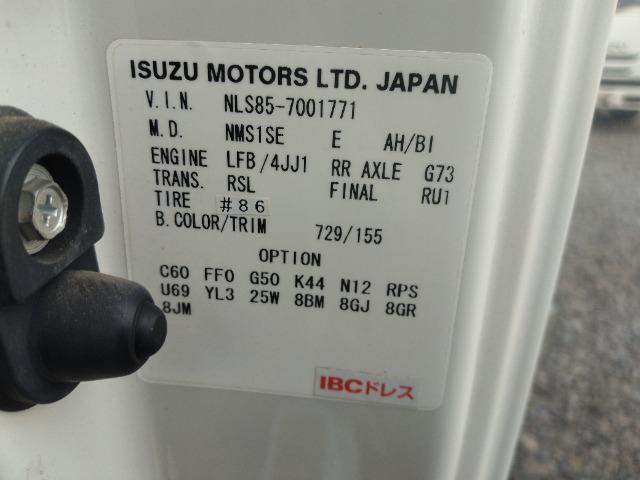 ISUZU MOTORS LTD. JAPAN
V.I.N. NLS85-7001771
M.D. NMS1SE E AH/BI
ENGINE LFB/4JJ1 RR AXLE G73
TRANS. RSL FINAL RU1
TIRE #86
B.COLOR/TRIM 729/155
OPTION
C60 FF0 G50 K44 N12 RPS
U69 YL3 25W 8BM 8GJ 8GR
8JM
IBCドレス